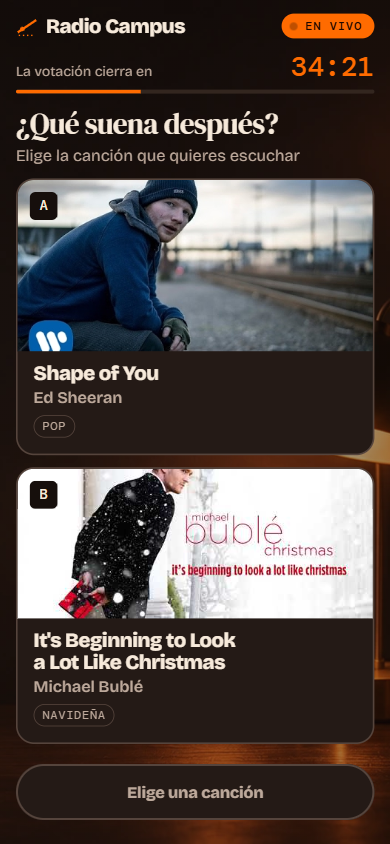 Radio Campus
EN VIVO
La votación cierra en
34:21
¿Qué suena después?
Elige la canción que quieres escuchar
A
Shape of You
Ed Sheeran
POP
B
michael
bublé
christmas
it's beginning to look a lot like christmas
It's Beginning to Look
a Lot Like Christmas
Michael Bublé
NAVIDEÑA
Elige una canción